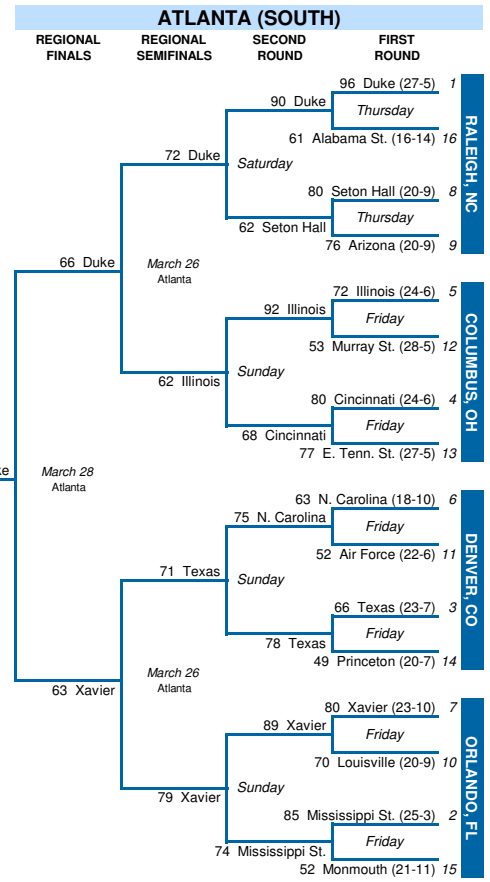 ATLANTA (SOUTH)
REGIONAL FINALS
REGIONAL SEMIFINALS
SECOND ROUND
FIRST ROUND
96 Duke (27-5) 1
90 Duke
Thursday
61 Alabama St. (16-14) 16
72 Duke
Saturday
80 Seton Hall (20-9) 8
62 Seton Hall
Thursday
76 Arizona (20-9) 9
RALEIGH, NC
66 Duke
March 26
Atlanta
72 Illinois (24-6) 5
92 Illinois
Friday
53 Murray St. (28-5) 12
62 Illinois
Sunday
80 Cincinnati (24-6) 4
68 Cincinnati
Friday
77 E. Tenn. St. (27-5) 13
COLUMBUS, OH
March 28
Atlanta
63 N. Carolina (18-10) 6
75 N. Carolina
Friday
52 Air Force (22-6) 11
71 Texas
Sunday
66 Texas (23-7) 3
78 Texas
Friday
49 Princeton (20-7) 14
DENVER, CO
63 Xavier
March 26
Atlanta
80 Xavier (23-10) 7
89 Xavier
Friday
70 Louisville (20-9) 10
79 Xavier
Sunday
85 Mississippi St. (25-3) 2
74 Mississippi St.
Friday
52 Monmouth (21-11) 15
ORLANDO, FL